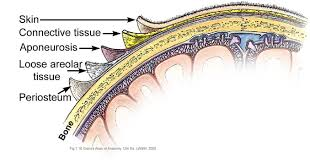 Skin
Connective tissue
Aponeurosis
Loose areolar
tissue
Periosteum
Bone